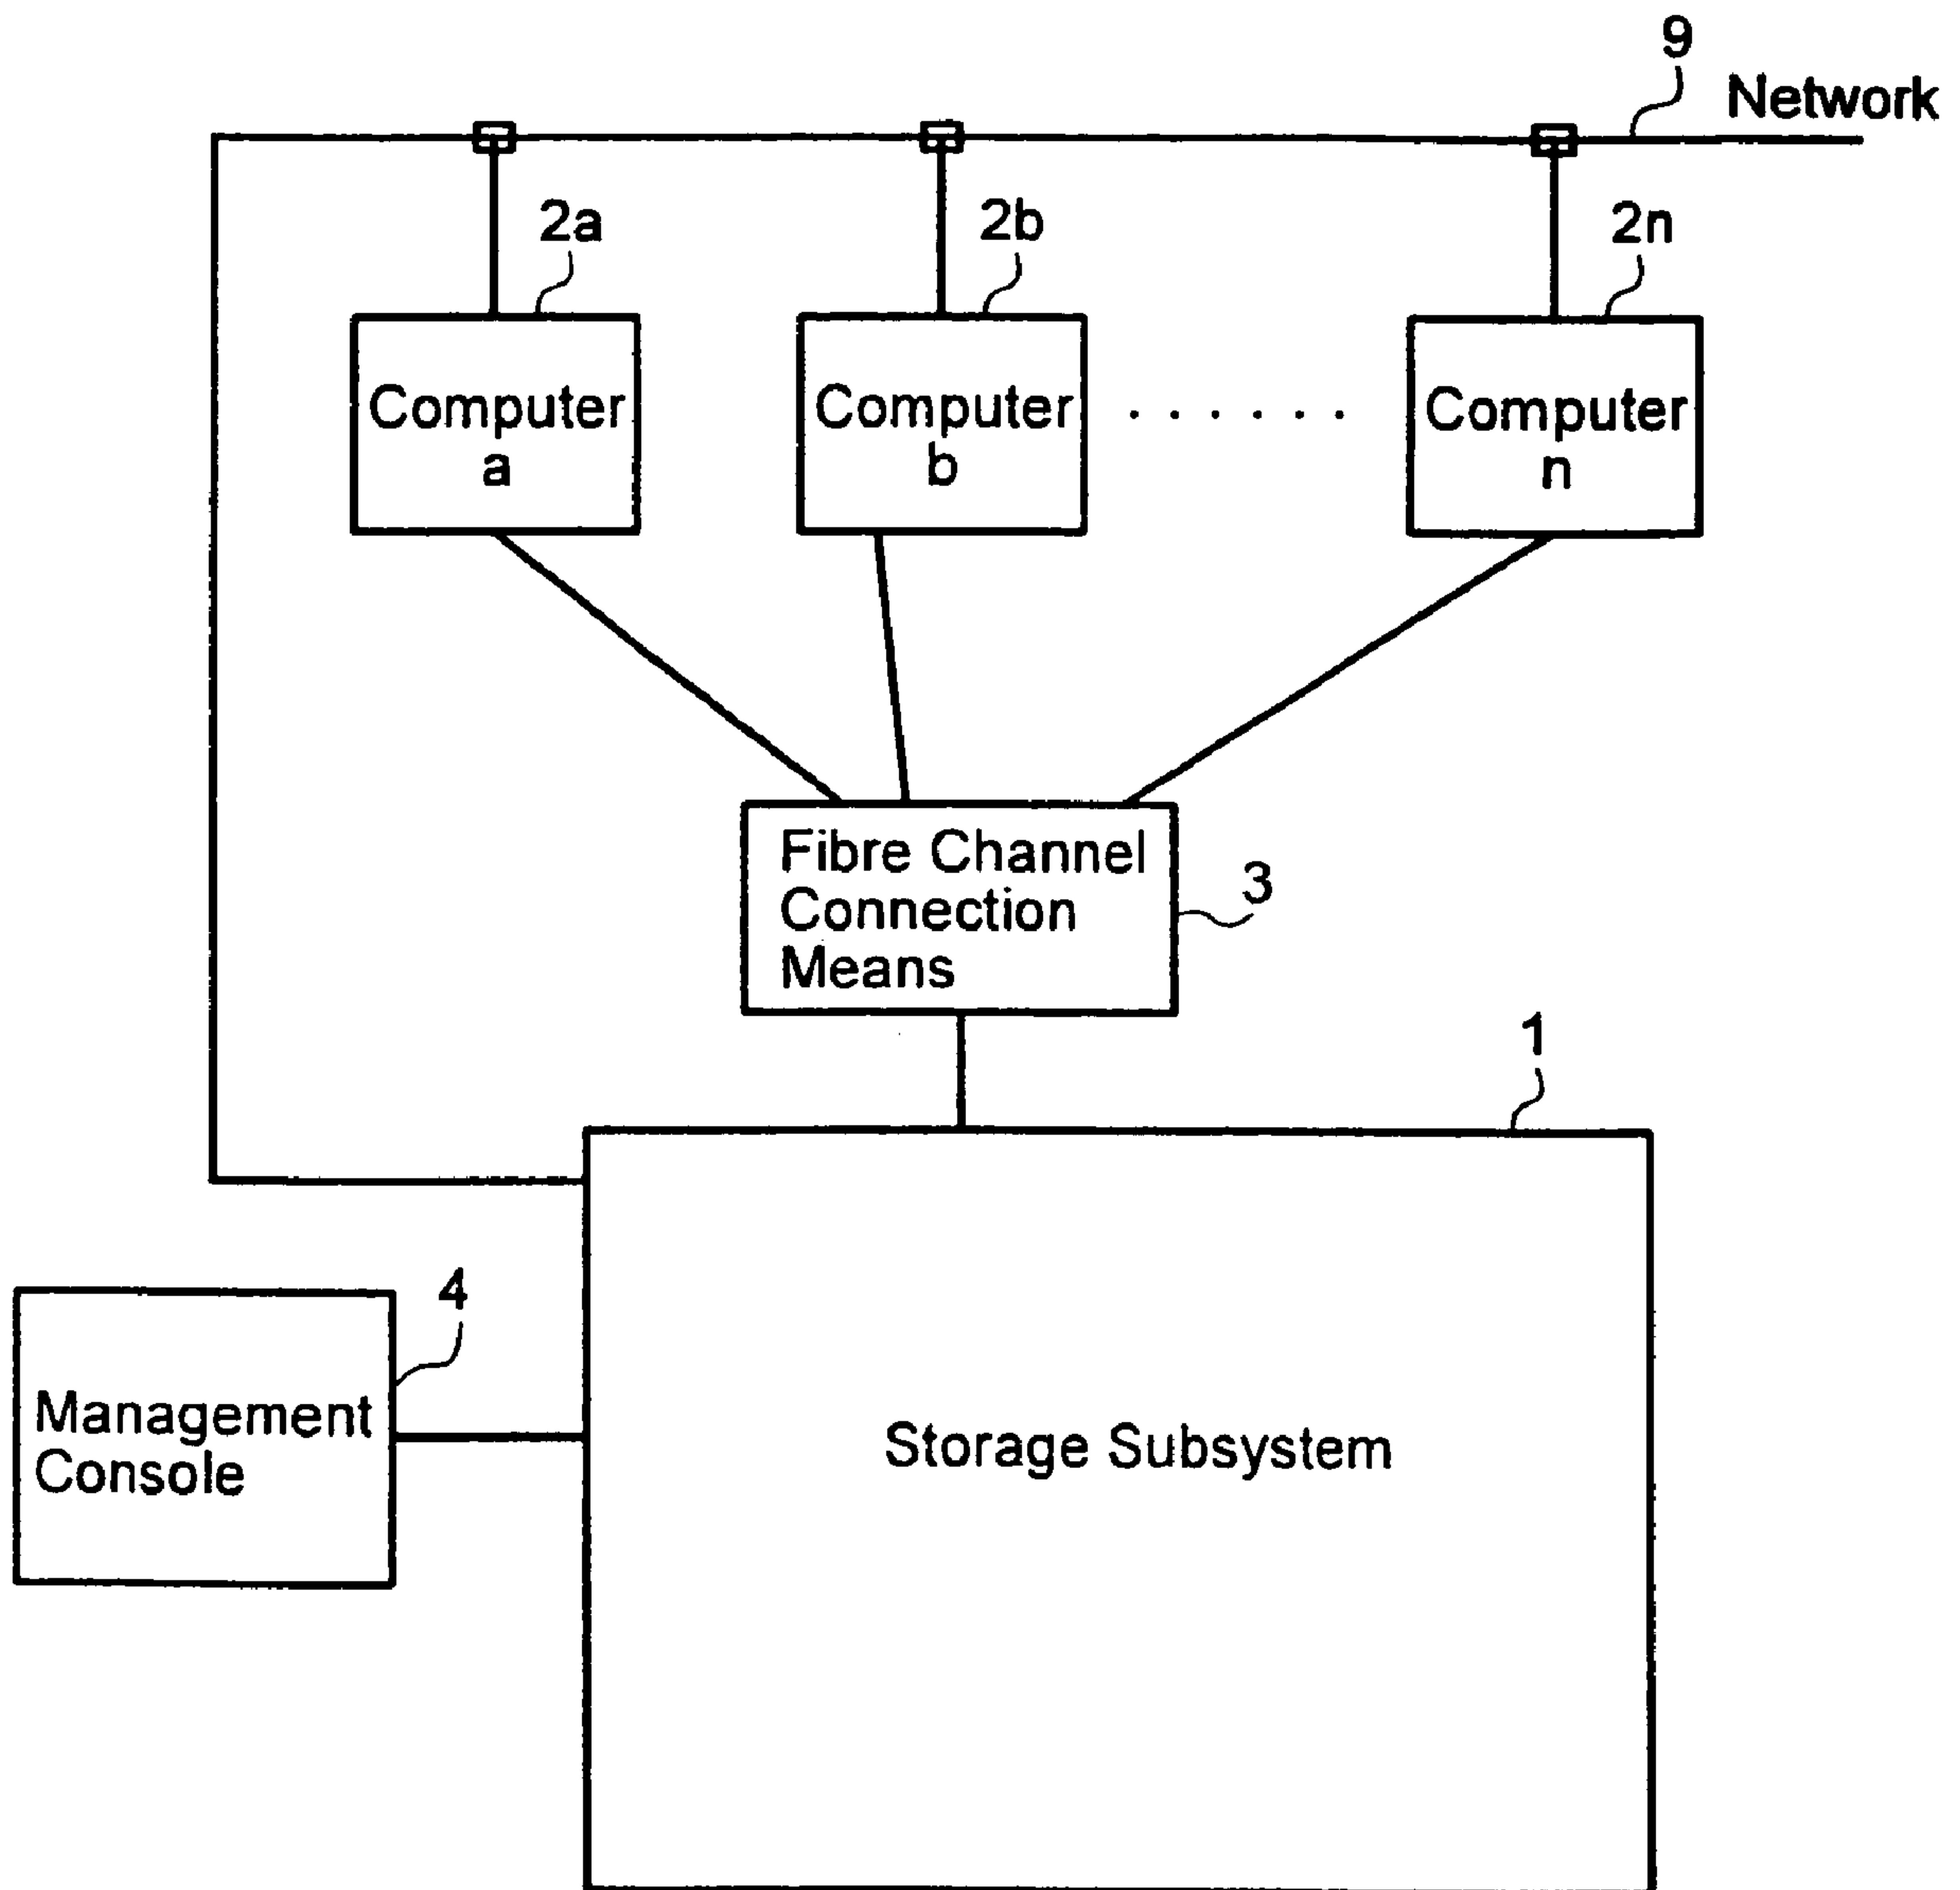 9
Network
2a
2b
2n
Computer
a
Computer
b
......
Computer
n
Fibre Channel
Connection
Means
3
1
4
Management
Console
Storage Subsystem